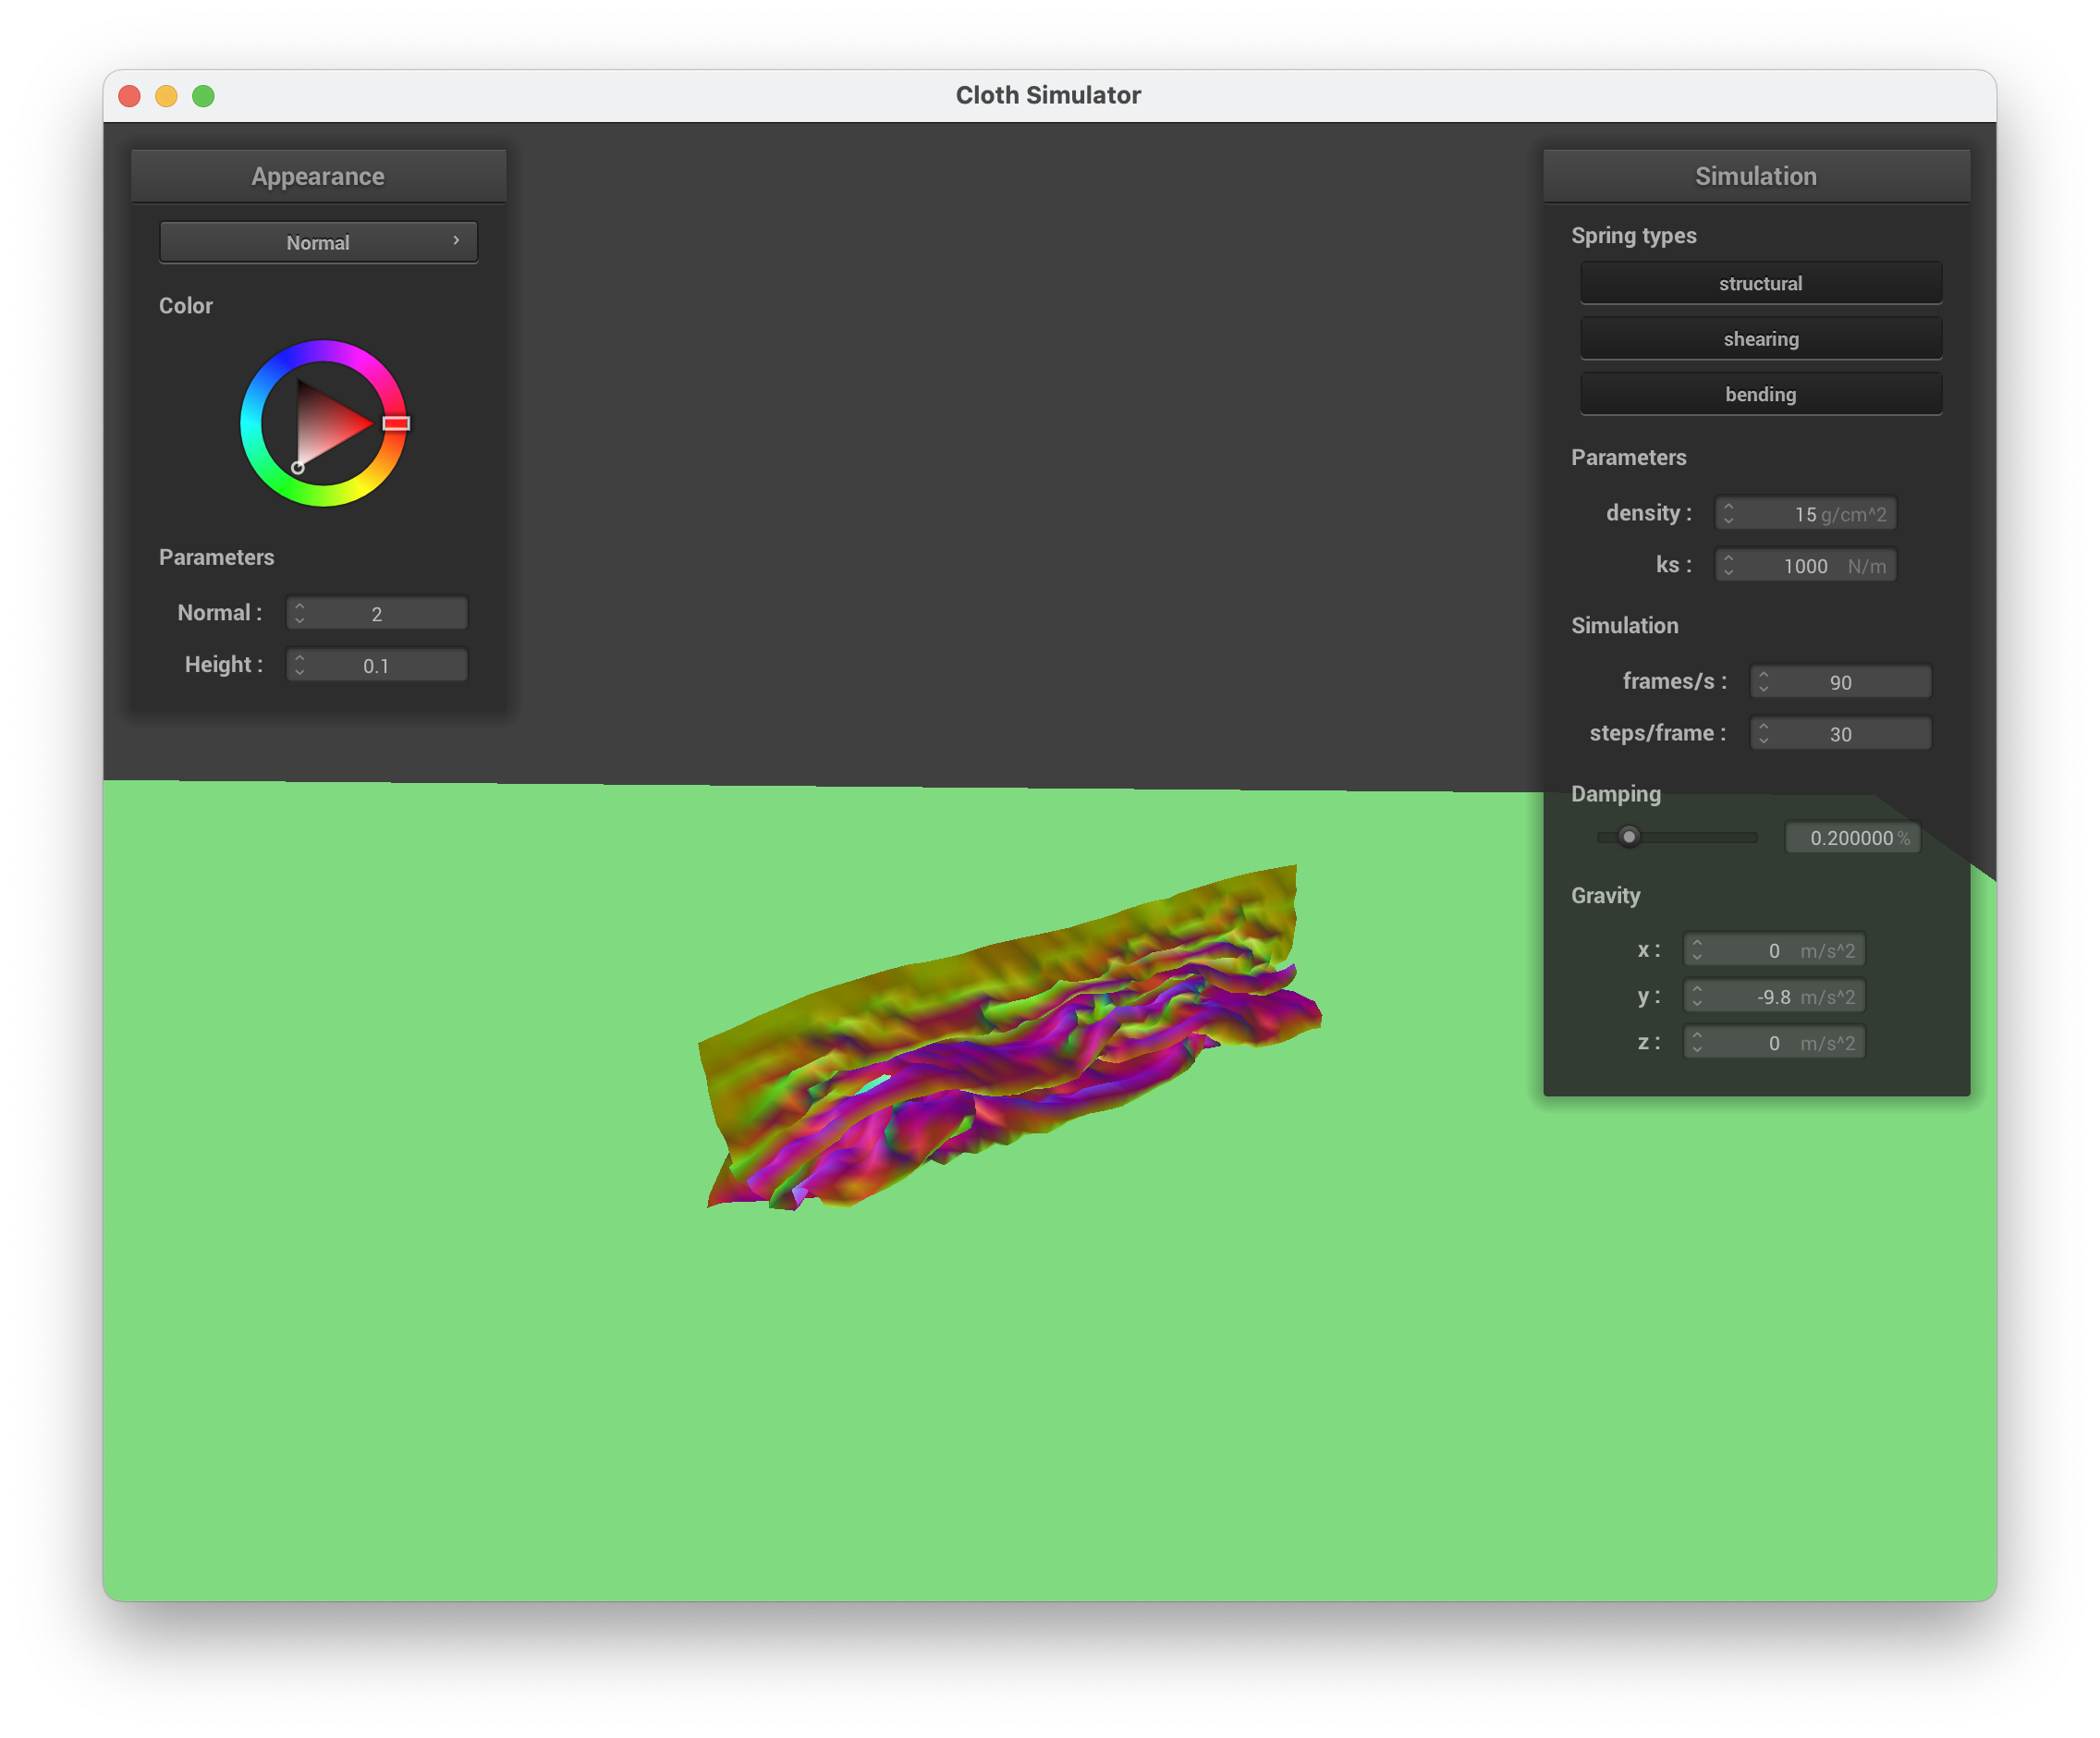 Cloth Simulator
Appearance
Normal
Color
Parameters
Normal : 2
Height : 0.1
Simulation
Spring types
structural
shearing
bending
Parameters
density : 15 g/cm^2
ks : 1000 N/m
Simulation
frames/s : 90
steps/frame : 30
Damping
0.200000 %
Gravity
x : 0 m/s^2
y : -9.8 m/s^2
z : 0 m/s^2